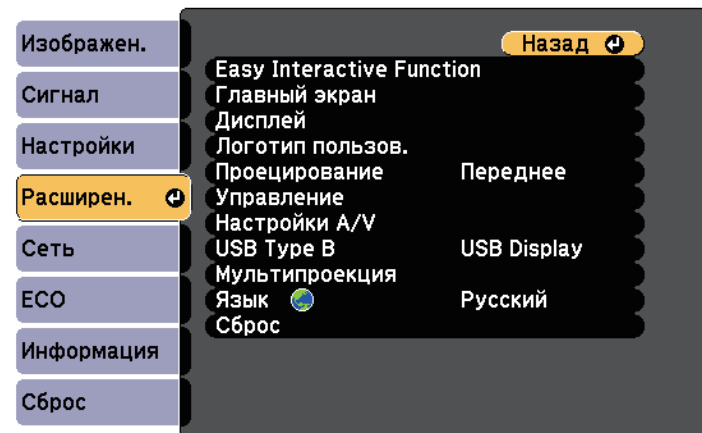 Изображен.
Сигнал
Настройки
Расширен.
Сеть
ECO
Информация
Сброс
Назад
Easy Interactive Function
Главный экран
Дисплей
Логотип пользов.
Проецирование Переднее
Управление
Настройки A/V
USB Type B USB Display
Мультипроекция
Язык Русский
Сброс